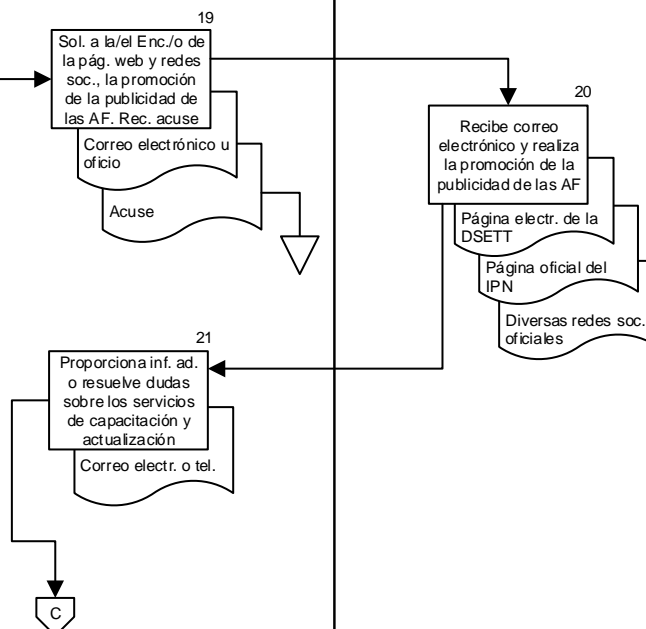 19
Sol. a la/el Enc./o de
la pág. web y redes
soc., la promoción
de la publicidad de
las AF. Rec. acuse
Correo electrónico u
oficio
Acuse
20
Recibe correo
electrónico y realiza
la promoción de la
publicidad de las AF
Página electr. de la
DSETT
Página oficial del
IPN
Diversas redes soc.
oficiales
21
Proporciona inf. ad.
o resuelve dudas
sobre los servicios
de capacitación y
actualización
Correo electr. o tel.
C